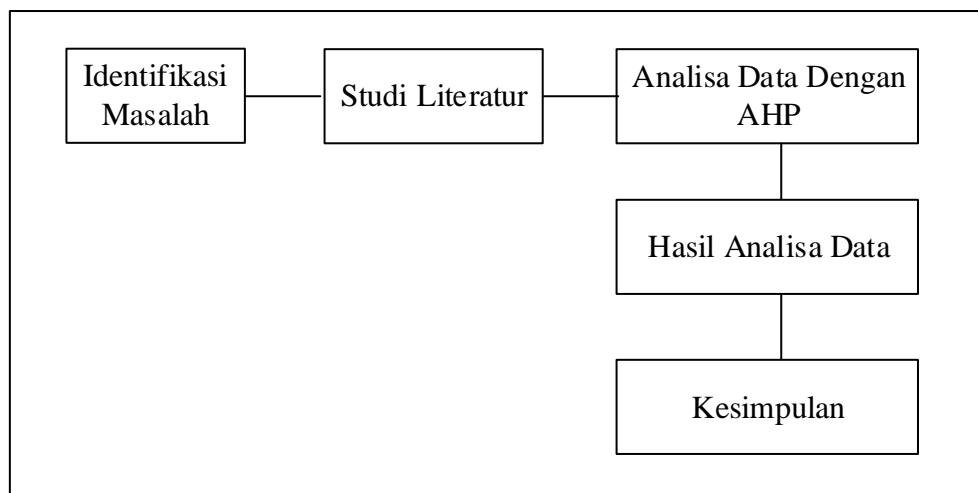 Identifikasi
Masalah
Studi Literatur
Analisa Data Dengan
AHP
Hasil Analisa Data
Kesimpulan